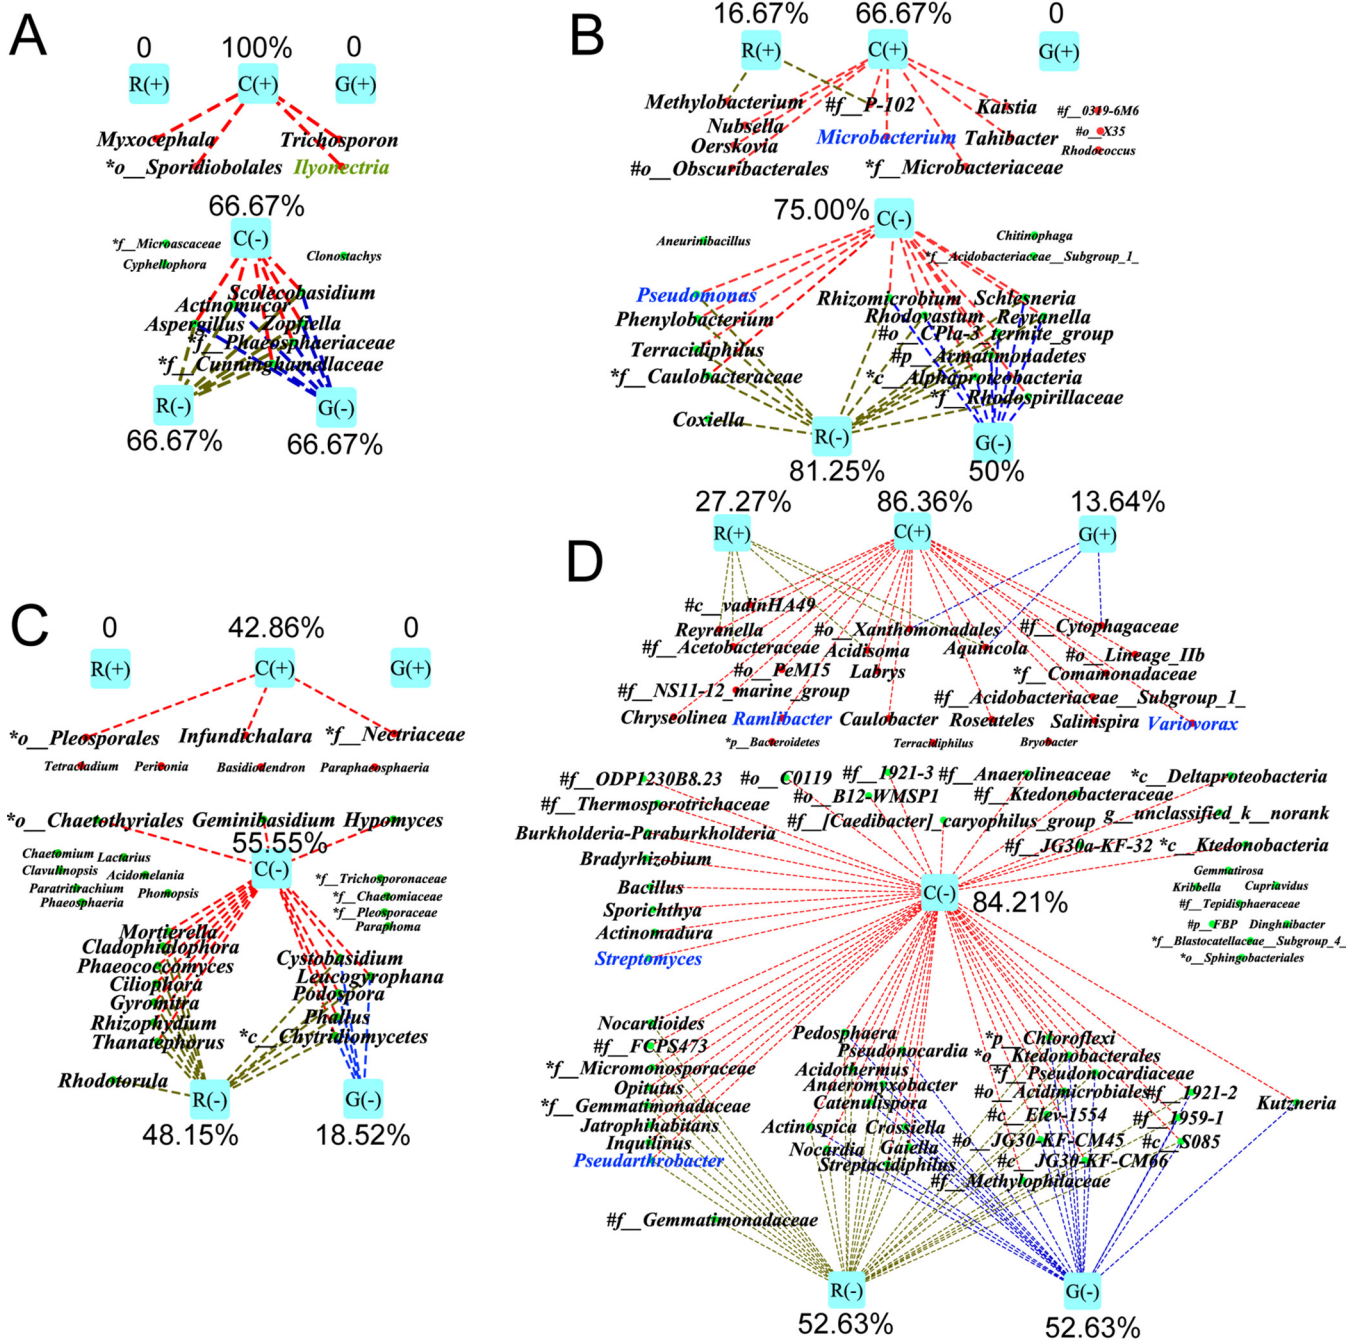 A
0
100%
0
R(+)
C(+)
G(+)
Myxocephala
Trichosporon
*o__Sporidiobolales
Ilyonectria
66.67%
C(-)
*f__Microascaceae
Cyphellophora
Clonostachys
Scolecobasidium
Actinomucor
Aspergillus
Zopfiella
*f__Phaeosphaeriaceae
*f__Cunninghamellaceae
R(-)
G(-)
66.67%
66.67%
B
16.67%
66.67%
0
R(+)
C(+)
G(+)
Methylobacterium
#f__P-102
Kaistia
#f__0319-6M6
Nubsella
Microbacterium
Tahibacter
#o__X35
Oerskovia
Rhodococcus
#o__Obscuribacterales
*f__Microbacteriaceae
75.00%
C(-)
Aneurinibacillus
Chitinophaga
*f__Acidobacteriaceae__Subgroup_1_
Pseudomonas
Rhizomicrobium
Schlesneria
Phenylobacterium
Rhodovastum
Reyranella
#o__CPla-3_termite_group
Terracidiphilus
#p__Armatimonadetes
*f__Caulobacteraceae
*c__Alphaproteobacteria
*f__Rhodospirillaceae
Coxiella
R(-)
G(-)
81.25%
50%
C
0
42.86%
0
R(+)
C(+)
G(+)
*o__Pleosporales
Infundichalara
*f__Nectriaceae
Tetracladium
Periconia
Basidiodendron
Paraphaeosphaeria
*o__Chaetothyriales
Geminibasidium
Hypomyces
55.55%
C(-)
Chaetomium
Lactarius
Clavulinopsis
Acidomelania
Paratritirachium
Phomopsis
Phaeosphaeria
*f__Trichosporonaceae
*f__Chaetomiaceae
*f__Pleosporaceae
Paraphoma
Mortierella
Cladophialophora
Phaeococcomyces
Ciliophora
Gyromitra
Rhizophydium
Thanatephorus
Cystobasidium
Leucogyrophana
Podospora
Phallus
*c__Chytridiomycetes
Rhodotorula
R(-)
G(-)
48.15%
18.52%
D
27.27%
86.36%
13.64%
R(+)
C(+)
G(+)
#c__vadinHA49
Reyranella
#o__Xanthomonadales
#f__Cytophagaceae
#f__Acetobacteraceae
Acidisoma
Aquincola
#o__Lineage_IIb
#o__PeM15
Labrys
*f__Comamonadaceae
#f__NS11-12_marine_group
#f__Acidobacteriaceae__Subgroup_1_
Chryseolinea
Ramlibacter
Caulobacter
Roseateles
Salinispira
Variovorax
*p__Bacteroidetes
Terracidiphilus
Bryobacter
#f__ODP1230B8.23
#o__C0119
#f__1921-3
#f__Anaerolineaceae
*c__Deltaproteobacteria
#f__Thermosporotrichaceae
#o__B12-WMSP1
#f__Ktedonobacteraceae
#f__[Caedibacter]_caryophilus_group
g__unclassified_k__norank
Burkholderia-Paraburkholderia
#f__JG30a-KF-32
*c__Ktedonobacteria
Bradyrhizobium
Bacillus
Sporichthya
Actinomadura
Streptomyces
C(-)
84.21%
Gemmatirosa
Kribbella
Cupriavidus
#f__Tepidisphaeraceae
#p__FBP
Dinghuibacter
*f__Blastocatellaceae__Subgroup_4_
*o__Sphingobacteriales
Nocardioides
#f__FCPS473
*f__Micromonosporaceae
Opitutus
*f__Gemmatimonadaceae
Jatrophihabitans
Inquilinus
Pseudarthrobacter
Pedosphaera
Pseudonocardia
Acidothermus
Anaeromyxobacter
Catenulispora
Actinospica
Crossiella
Nocardia
Gaiella
Streptacidiphilus
*p__Chloroflexi
*o__Ktedonobacterales
*f__Pseudonocardiaceae
#o__Acidimicrobiales
#f__1921-2
#c__Elev-1554
#f__1959-1
#o__JG30-KF-CM45
#c__S085
#c__JG30-KF-CM66
#f__Methylophilaceae
Kutzneria
#f__Gemmatimonadaceae
R(-)
G(-)
52.63%
52.63%